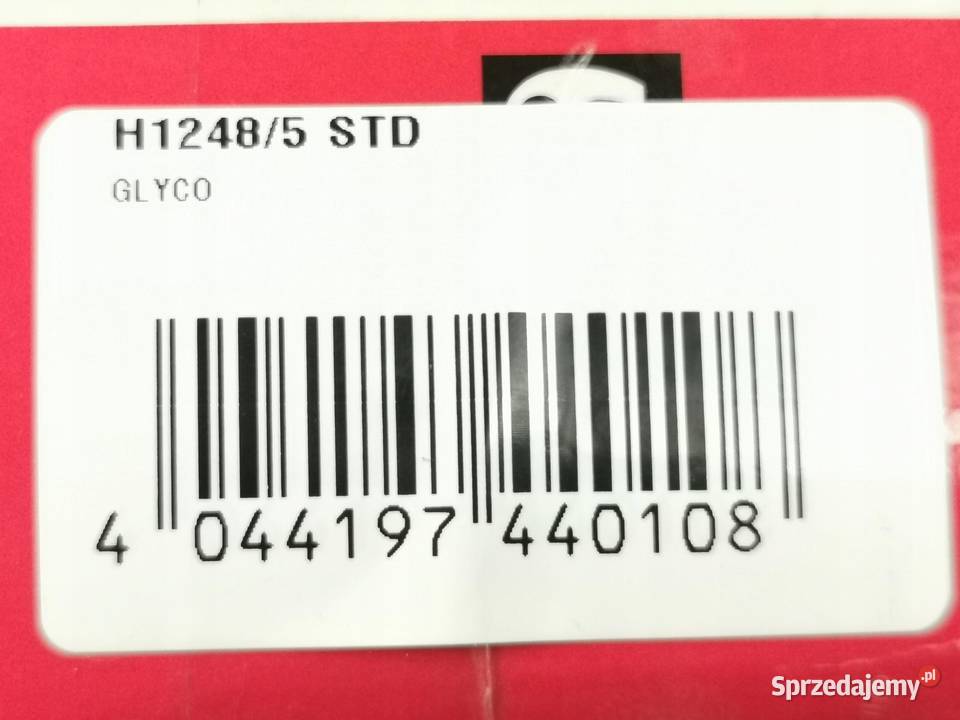 H1248/5 STD
GLYCO
4 044197 440108
Sprzedajemy.pl